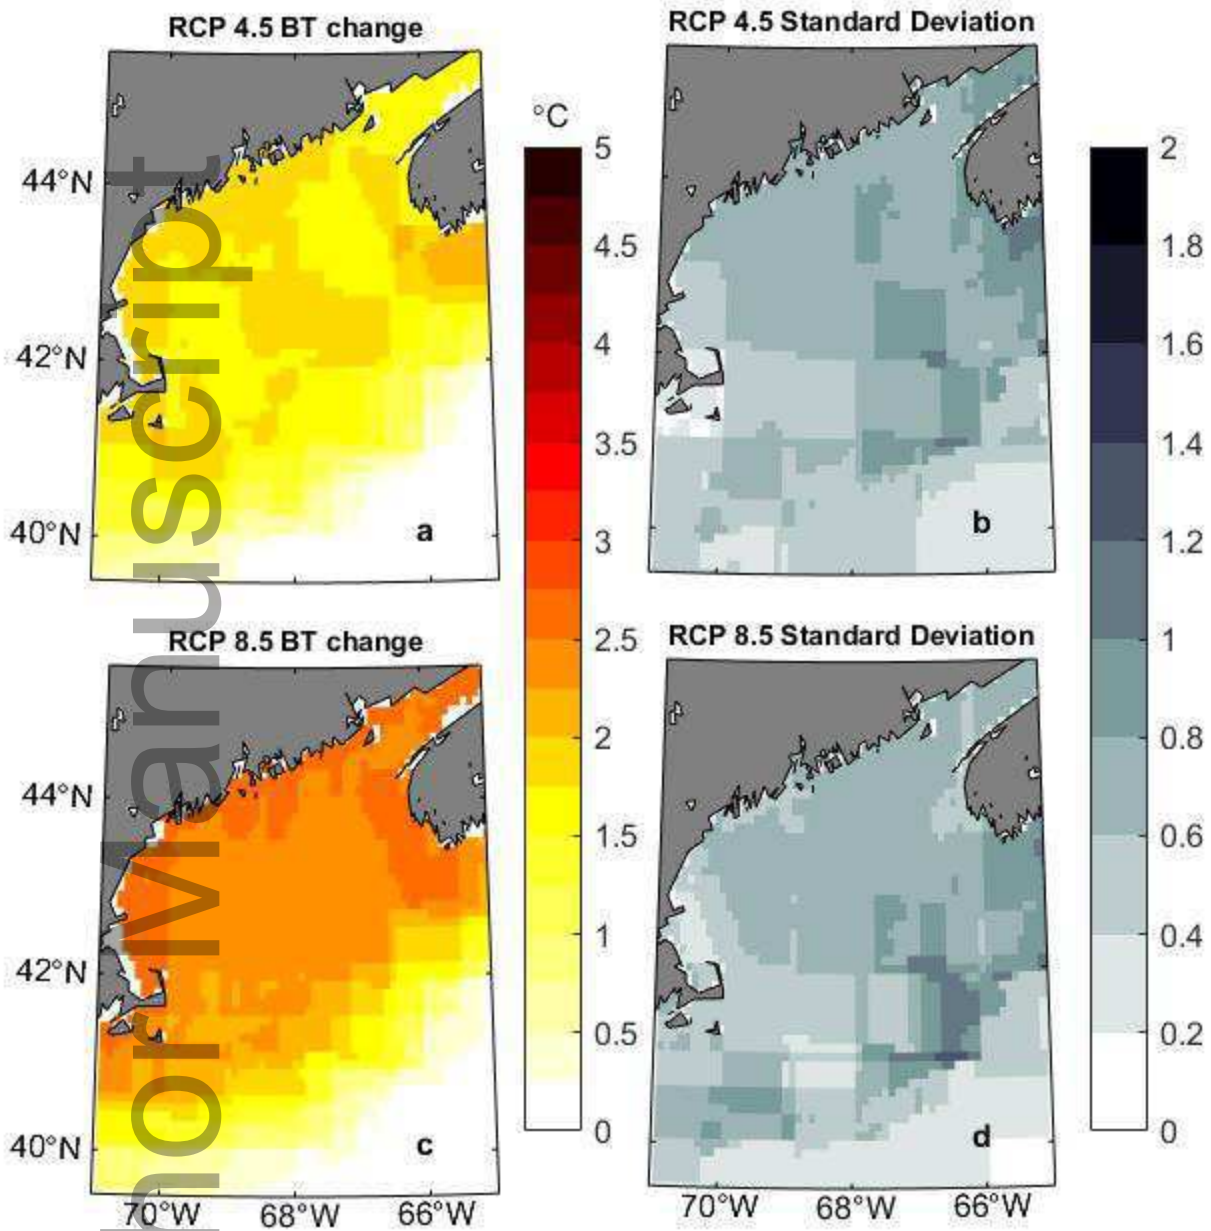 RCP 4.5 BT change
RCP 4.5 Standard Deviation
°C
5
4.5
4
3.5
3
2.5
2
1.5
1
0.5
0
2
1.8
1.6
1.4
1.2
1
0.8
0.6
0.4
0.2
0
44°N
42°N
40°N
a
b
RCP 8.5 BT change
RCP 8.5 Standard Deviation
44°N
42°N
40°N
c
d
70°W
68°W
66°W
70°W
68°W
66°W
hor Manuscript